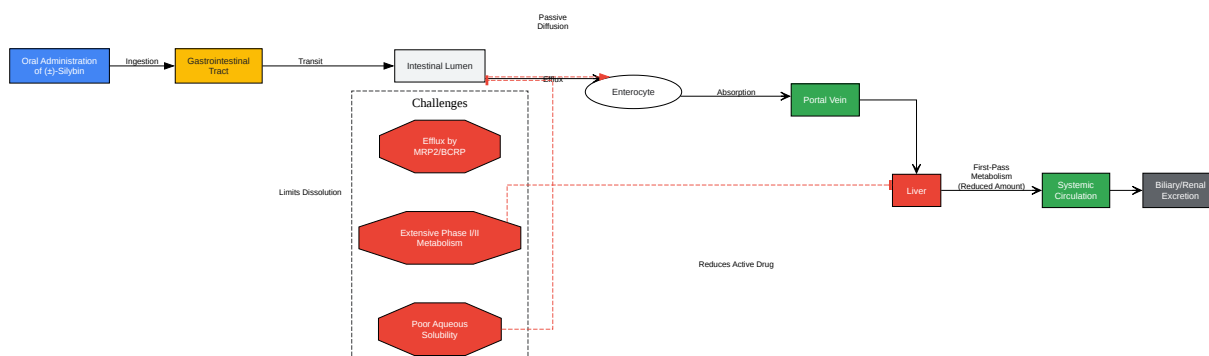 Passive
Diffusion
Oral Administration
of (±)-Silybin
Ingestion
Gastrointestinal
Tract
Transit
Intestinal Lumen
Efflux
Enterocyte
Absorption
Portal Vein
Challenges
Efflux by
MRP2/BCRP
Limits Dissolution
First-Pass
Metabolism
(Reduced Amount)
Liver
Systemic
Circulation
Biliary/Renal
Excretion
Extensive Phase I/II
Metabolism
Reduces Active Drug
Poor Aqueous
Solubility